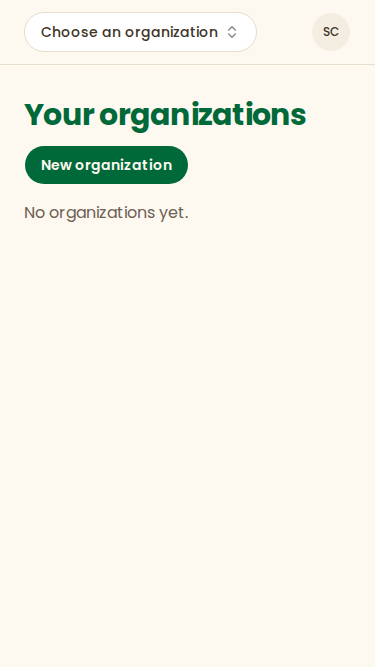 Choose an organization
SC
Your organizations
New organization
No organizations yet.